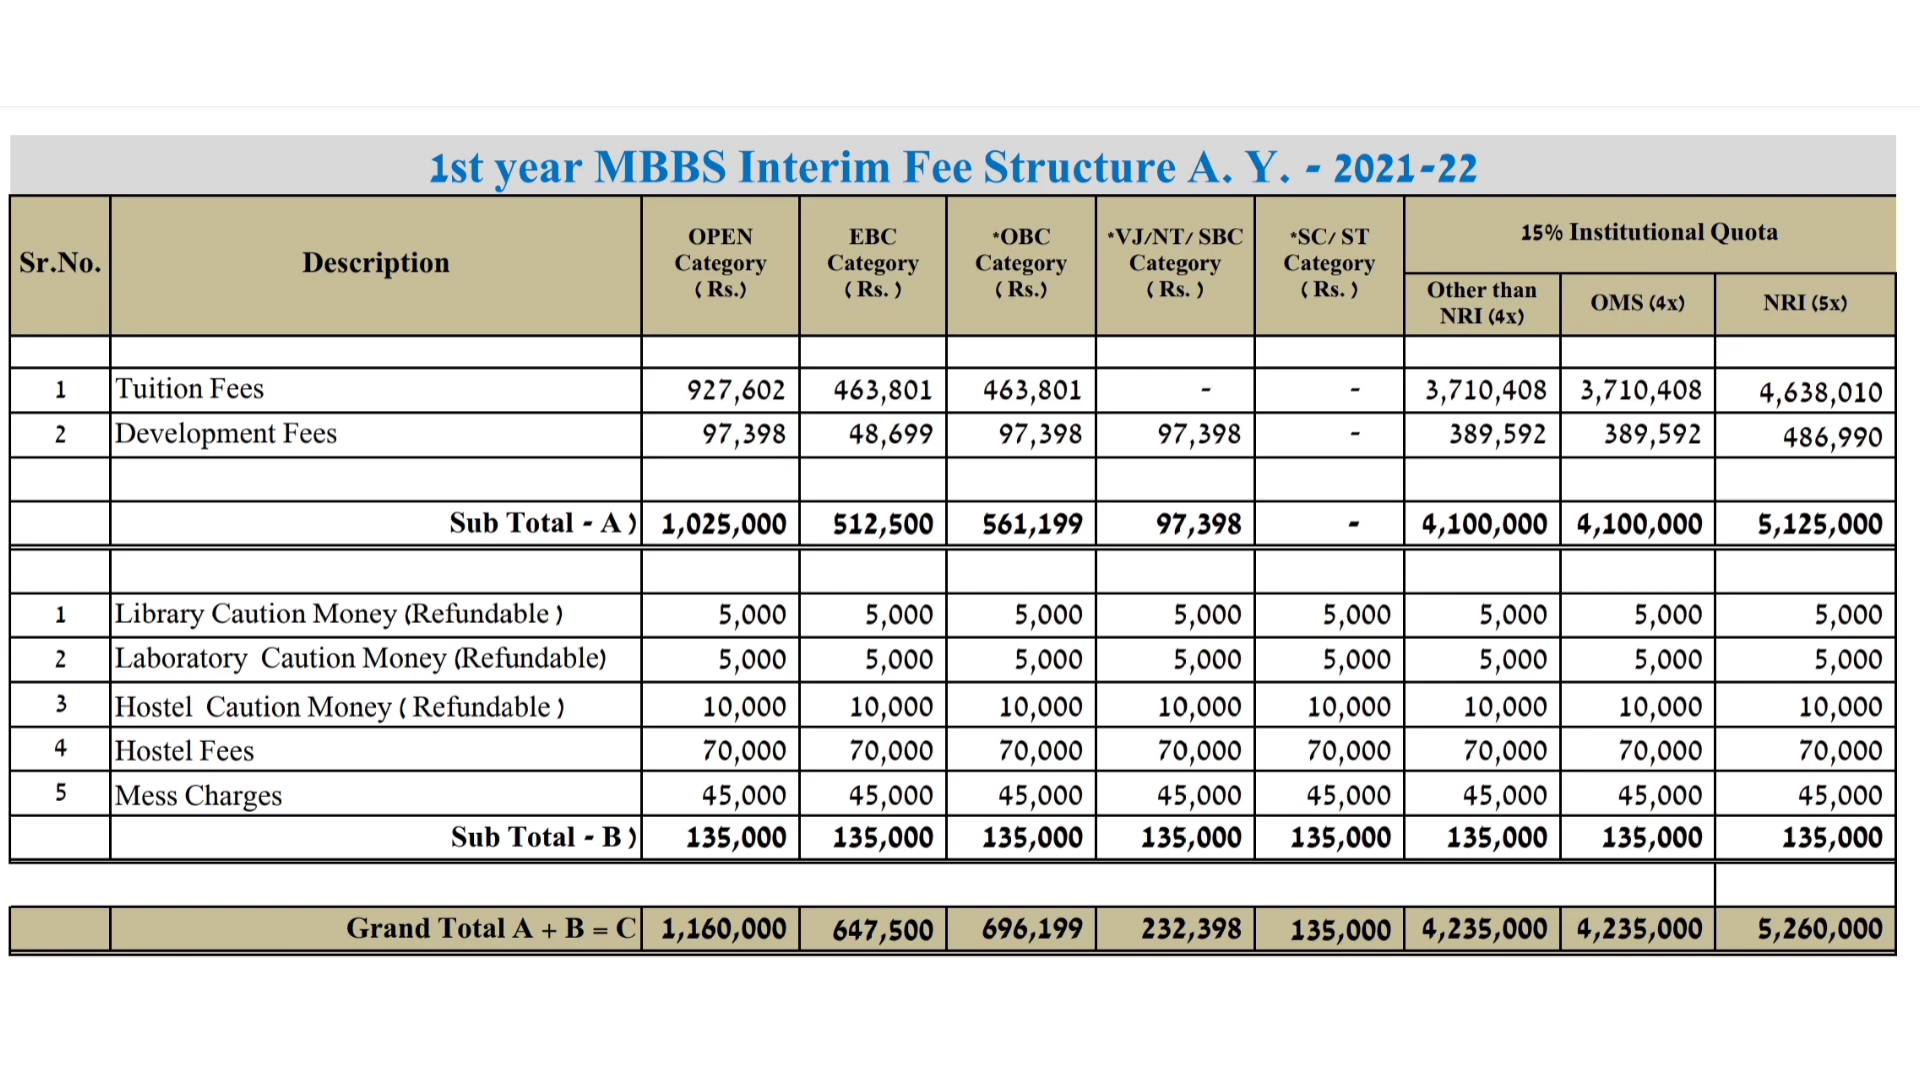 1st year MBBS Interim Fee Structure A. Y. - 2021-22
Sr.No. Description OPEN Category ( Rs.) EBC Category ( Rs. ) *OBC Category ( Rs.) *VJ/NT/ SBC Category ( Rs. ) *SC/ ST Category ( Rs. ) 15% Institutional Quota
Other than NRI (4x) OMS (4x) NRI (5x)
1 Tuition Fees 927,602 463,801 463,801 - - 3,710,408 3,710,408 4,638,010
2 Development Fees 97,398 48,699 97,398 97,398 - 389,592 389,592 486,990
Sub Total - A ) 1,025,000 512,500 561,199 97,398 - 4,100,000 4,100,000 5,125,000
1 Library Caution Money (Refundable ) 5,000 5,000 5,000 5,000 5,000 5,000 5,000 5,000
2 Laboratory Caution Money (Refundable) 5,000 5,000 5,000 5,000 5,000 5,000 5,000 5,000
3 Hostel Caution Money ( Refundable ) 10,000 10,000 10,000 10,000 10,000 10,000 10,000 10,000
4 Hostel Fees 70,000 70,000 70,000 70,000 70,000 70,000 70,000 70,000
5 Mess Charges 45,000 45,000 45,000 45,000 45,000 45,000 45,000 45,000
Sub Total - B ) 135,000 135,000 135,000 135,000 135,000 135,000 135,000 135,000
Grand Total A + B = C 1,160,000 647,500 696,199 232,398 135,000 4,235,000 4,235,000 5,260,000